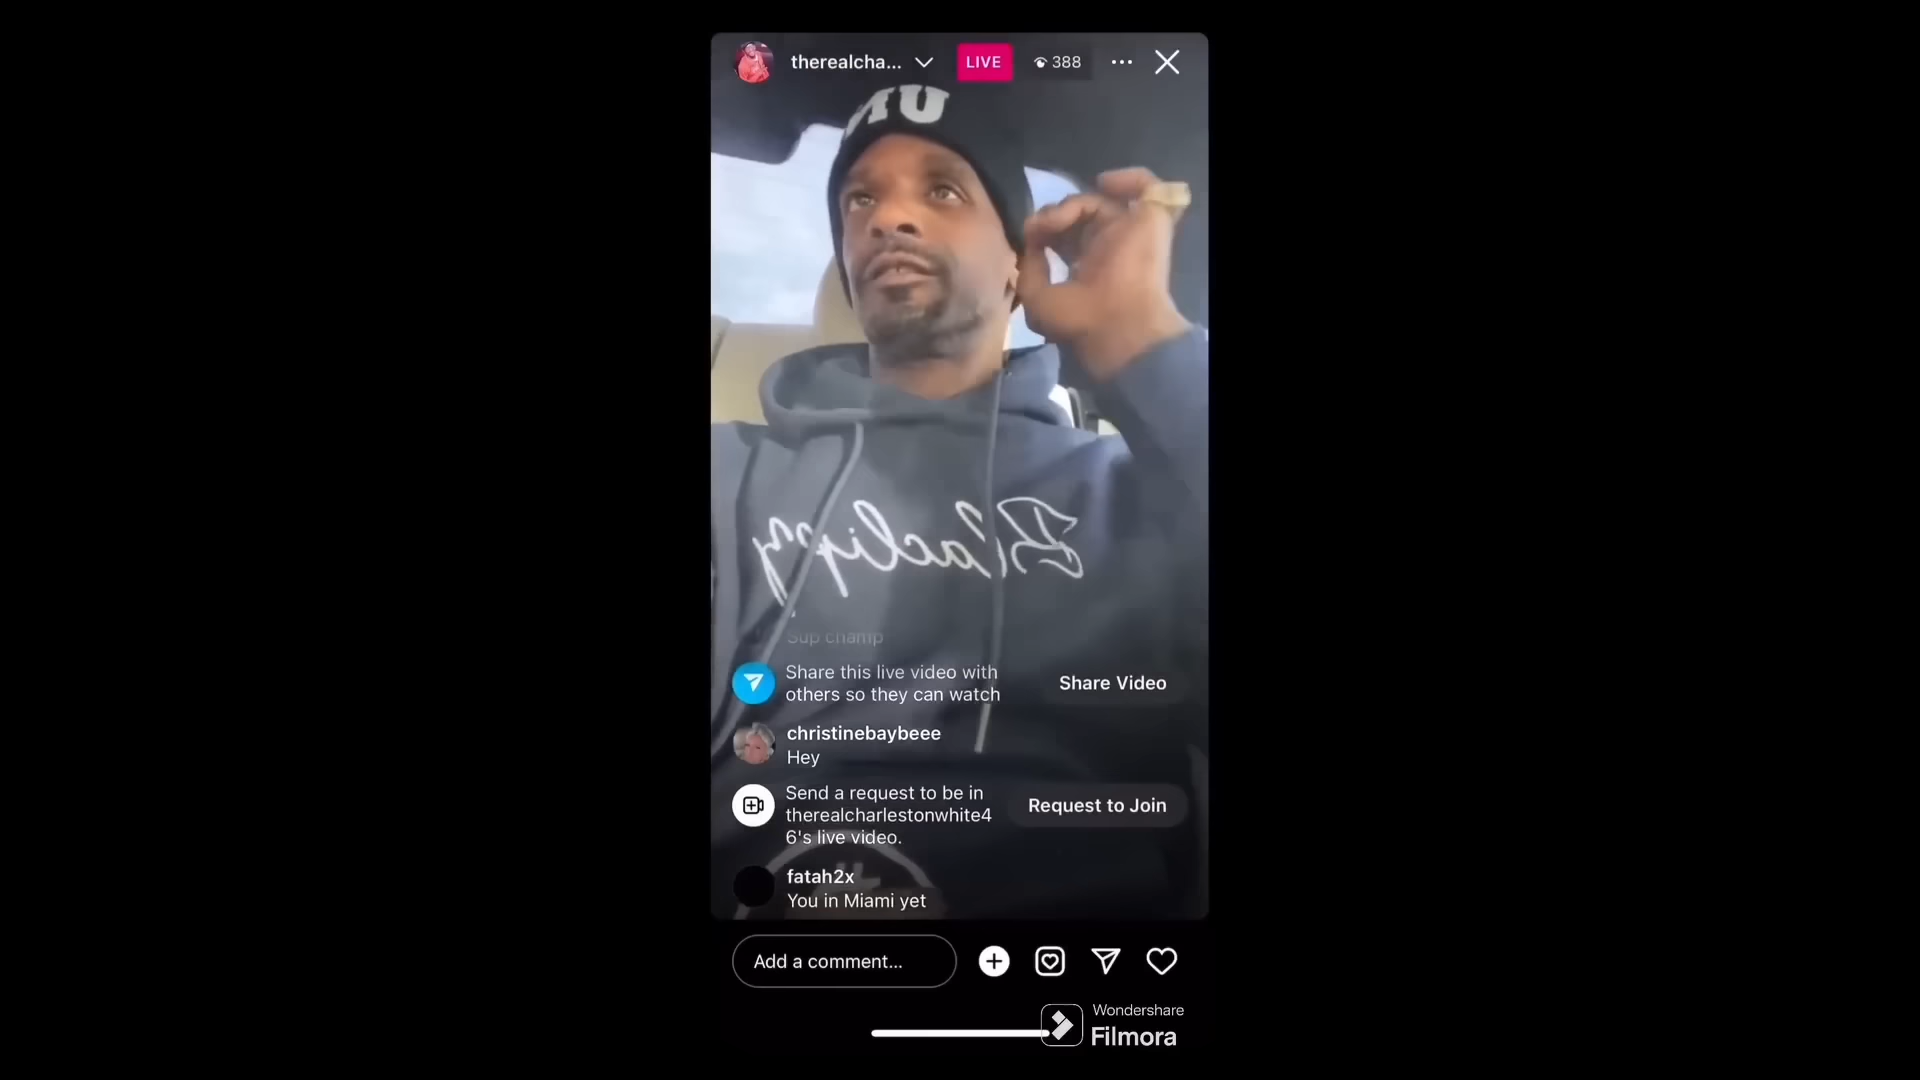 therealcha...
LIVE
388
Sup champ
Share this live video with
others so they can watch
Share Video
christinebaybeee
Hey
Send a request to be in
therealcharlestonwhite4
6's live video.
Request to Join
fatah2x
You in Miami yet
Add a comment...
Wondershare
Filmora